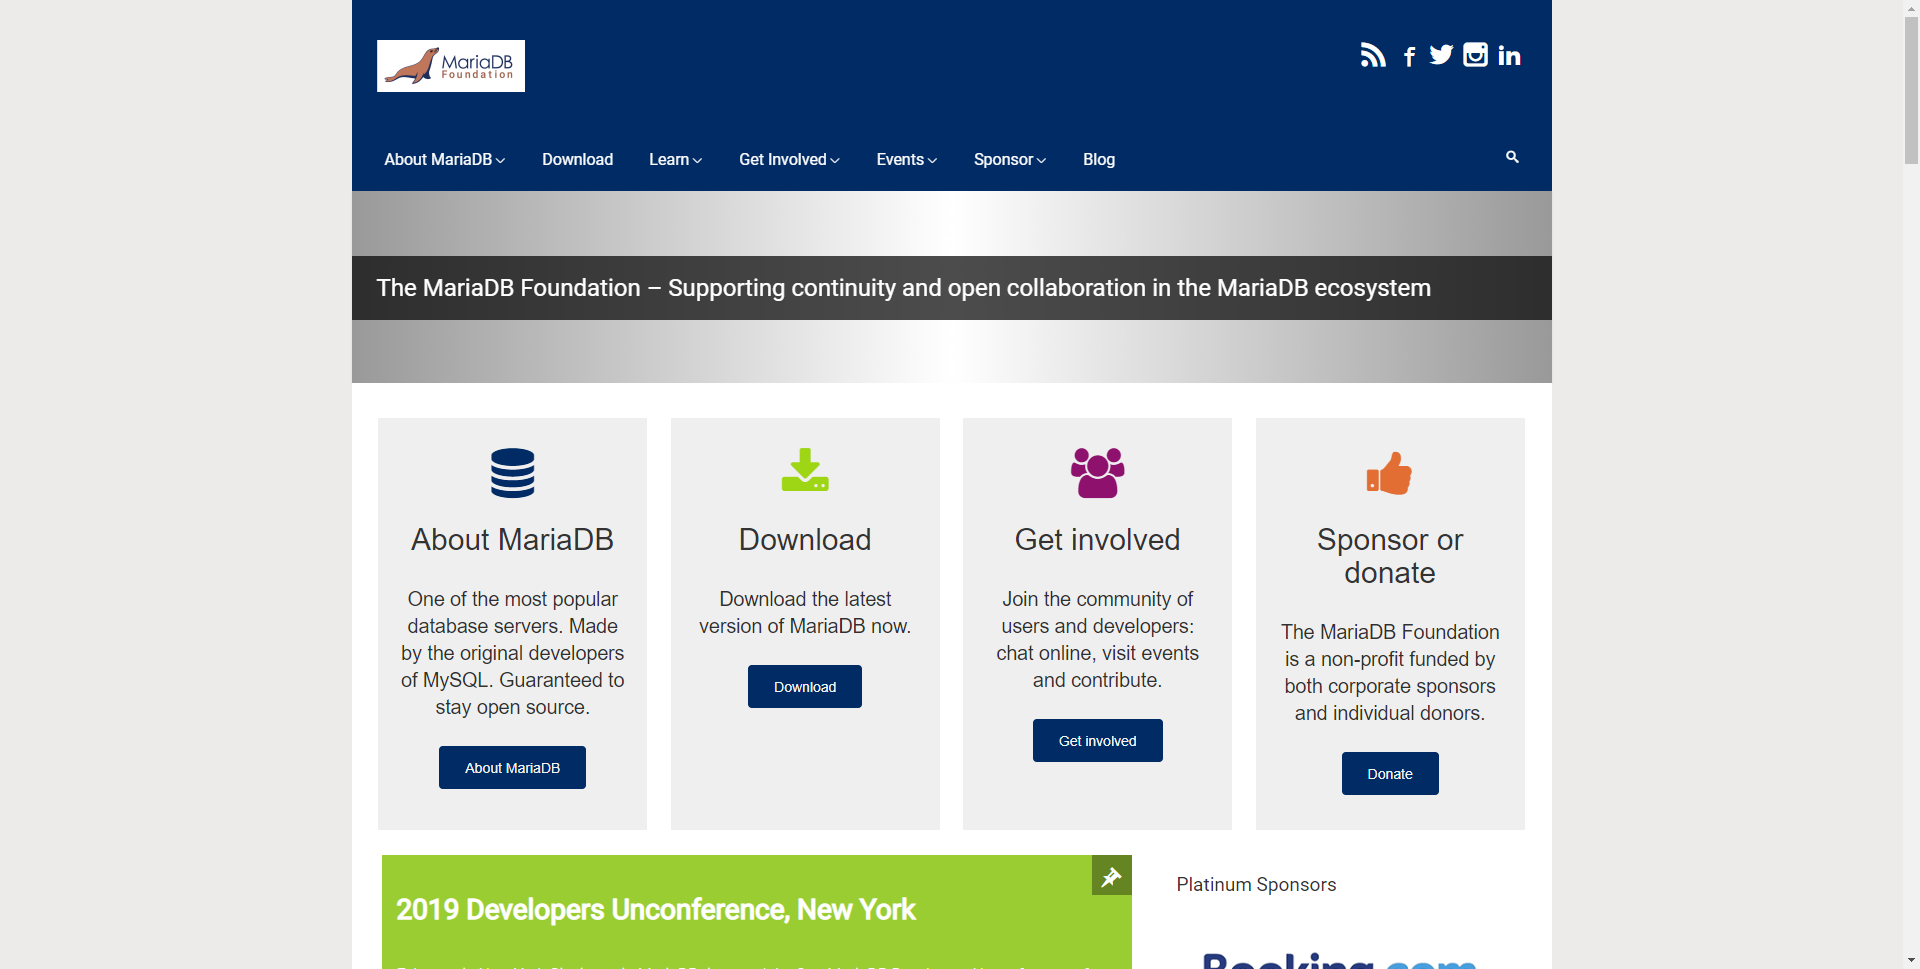 MariaDB
Foundation
About MariaDB
Download
Learn
Get Involved
Events
Sponsor
Blog
The MariaDB Foundation – Supporting continuity and open collaboration in the MariaDB ecosystem
About MariaDB
One of the most popular
database servers. Made
by the original developers
of MySQL. Guaranteed to
stay open source.
About MariaDB
Download
Download the latest
version of MariaDB now.
Download
Get involved
Join the community of
users and developers:
chat online, visit events
and contribute.
Get involved
Sponsor or
donate
The MariaDB Foundation
is a non-profit funded by
both corporate sponsors
and individual donors.
Donate
2019 Developers Unconference, New York
Platinum Sponsors
Booking.com